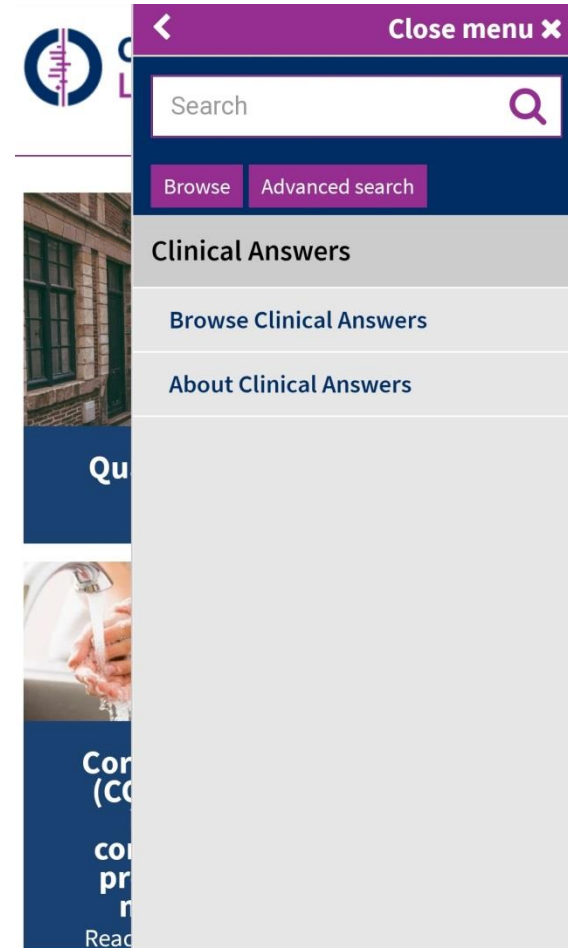 Close menu
Search
Browse
Advanced search
Clinical Answers
Browse Clinical Answers
About Clinical Answers